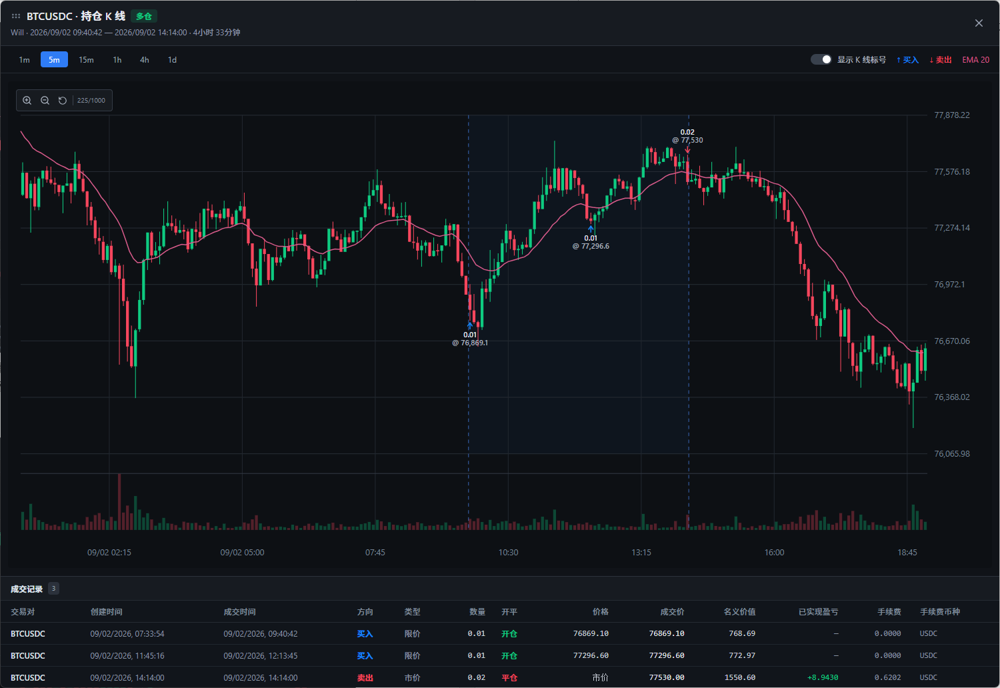 BTCUSDC · 持仓 K 线 多仓
Will · 2026/09/02 09:40:42 — 2026/09/02 14:14:00 · 4小时 33分钟
1m 5m 15m 1h 4h 1d 显示 K 线标号 ↑ 买入 ↓ 卖出 EMA 20
225/1000
77,878.22
0.02
@ 77,530
77,576.18
77,274.14
0.01
@ 77,296.6
76,972.1
0.01
@ 76,869.1
76,670.06
76,368.02
76,065.98
09/02 02:15 09/02 05:00 07:45 10:30 13:15 16:00 18:45
成交记录 3
交易对 创建时间 成交时间 方向 类型 数量 开平 价格 成交价 名义价值 已实现盈亏 手续费 手续费币种
BTCUSDC 09/02/2026, 07:33:54 09/02/2026, 09:40:42 买入 限价 0.01 开仓 76869.10 76869.10 768.69 — 0.0000 USDC
BTCUSDC 09/02/2026, 11:45:16 09/02/2026, 12:13:45 买入 限价 0.01 开仓 77296.60 77296.60 772.97 — 0.0000 USDC
BTCUSDC 09/02/2026, 14:14:00 09/02/2026, 14:14:00 卖出 市价 0.02 平仓 市价 77530.00 1550.60 +8.9430 0.6202 USDC